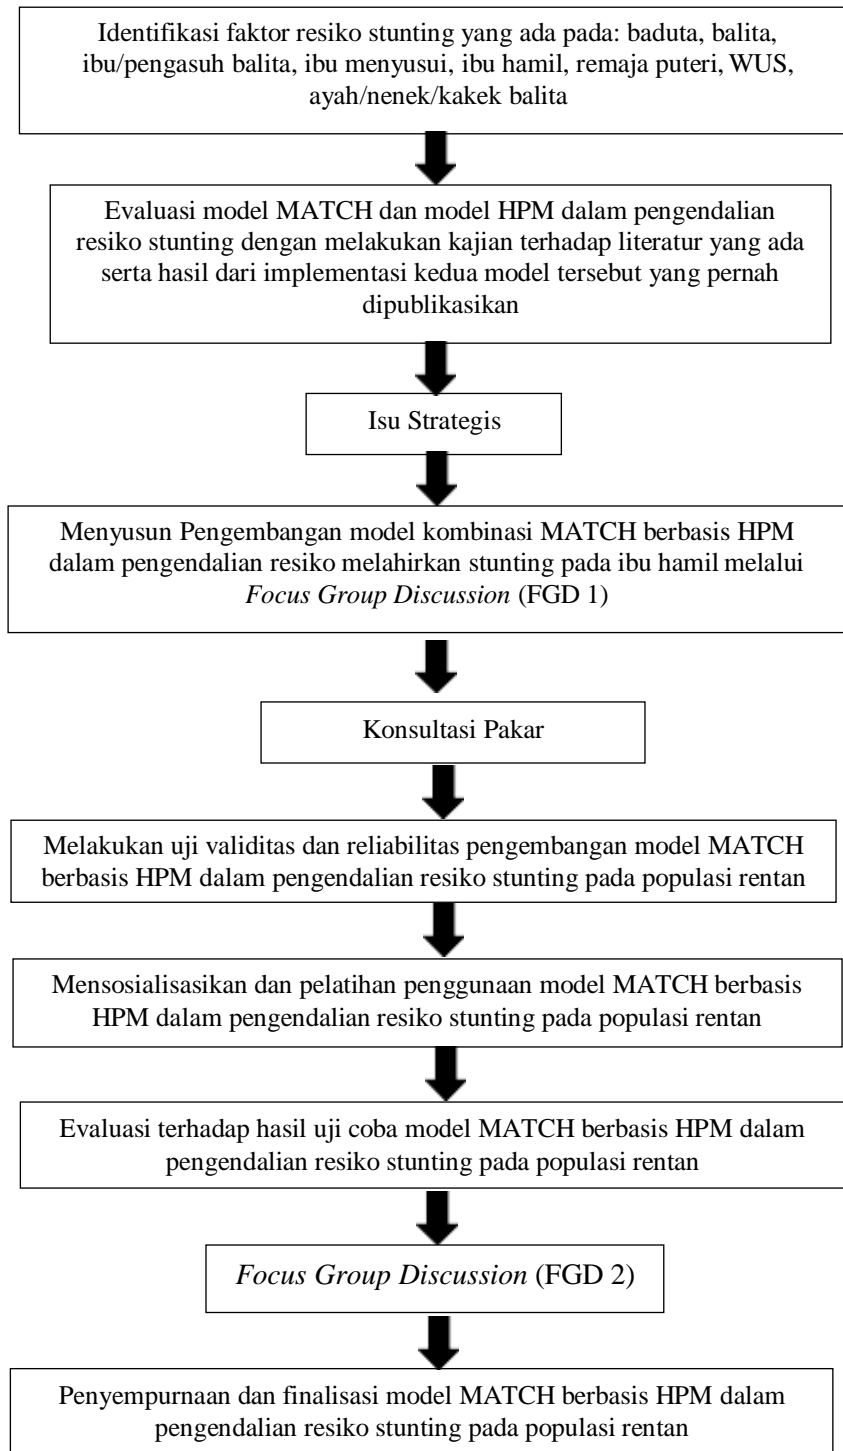 Identifikasi faktor resiko stunting yang ada pada: baduta, balita,
ibu/pengasuh balita, ibu menyusui, ibu hamil, remaja puteri, WUS,
ayah/nenek/kakek balita
Evaluasi model MATCH dan model HPM dalam pengendalian
resiko stunting dengan melakukan kajian terhadap literatur yang ada
serta hasil dari implementasi kedua model tersebut yang pernah
dipublikasikan
Isu Strategis
Menyusun Pengembangan model kombinasi MATCH berbasis HPM
dalam pengendalian resiko melahirkan stunting pada ibu hamil melalui
Focus Group Discussion (FGD 1)
Konsultasi Pakar
Melakukan uji validitas dan reliabilitas pengembangan model MATCH
berbasis HPM dalam pengendalian resiko stunting pada populasi rentan
Mensosialisasikan dan pelatihan penggunaan model MATCH berbasis
HPM dalam pengendalian resiko stunting pada populasi rentan
Evaluasi terhadap hasil uji coba model MATCH berbasis HPM dalam
pengendalian resiko stunting pada populasi rentan
Focus Group Discussion (FGD 2)
Penyempurnaan dan finalisasi model MATCH berbasis HPM dalam
pengendalian resiko stunting pada populasi rentan